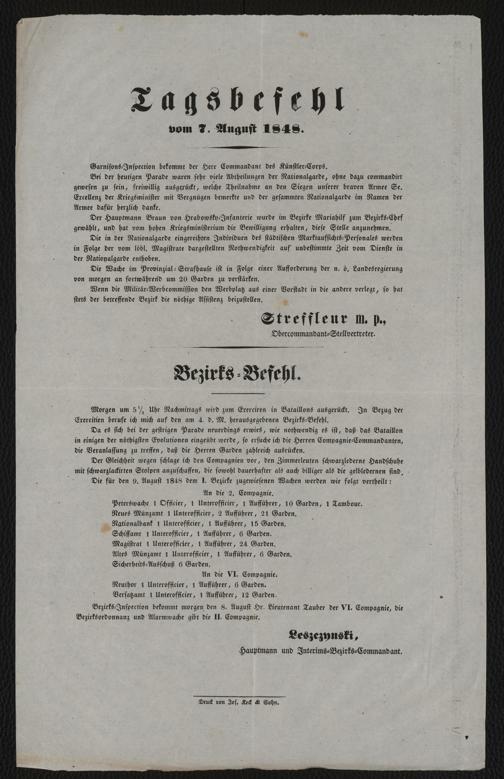 Tagsbefehl
vom 7. August 1848.
Garnisons-Inspection bekommt der Herr Commandant des Künstler-Corps.
Bei der heutigen Parade waren sehr viele Abtheilungen der Nationalgarde, ohne dazu commandirt
gewesen zu sein, freiwillig ausgerückt, welche Theilnahme an den Siegen unserer braven Armee Se.
Excellenz der Kriegsminister mit Vergnügen bemerkte und der gesammten Nationalgarde im Namen der
Armee dafür herzlich dankt.
Der Hauptmann Braun von Hrabowsky-Infanterie wurde im Bezirke Mariahilf zum Bezirks-Chef
gewählt, und hat vom hohen Kriegsministerium die Bewilligung erhalten, diese Stelle anzunehmen.
Die in der Nationalgarde eingereihten Individuen des städtischen Marktaufsichts-Personales werden
in Folge der vom löbl. Magistrate dargestellten Nothwendigkeit auf unbestimmte Zeit vom Dienste in
der Nationalgarde enthoben.
Die Wache im Provinzial-Strafhause ist in Folge einer Aufforderung der n. ö. Landesregierung
von morgen an fortwährend um 20 Garden zu verstärken.
Wenn die Militär-Werbcommission den Werbplatz aus einer Vorstadt in die andere verlegt, so hat
stets der betreffende Bezirk die nöthige Assistenz beizustellen.
Streffleur m. p.,
Obercommandant-Stellvertreter.
Bezirks-Befehl.
Morgen um 5½ Uhr Nachmittags wird zum Exerciren in Bataillons ausgerückt. In Bezug der
Exercitien berufe ich mich auf den am 4. d. M. herausgegebenen Bezirks-Befehl.
Da es sich bei der gestrigen Parade neuerdings erwies, wie nothwendig es ist, daß das Bataillon
in einigen der nöthigsten Evolutionen eingeübt werde, so ersuche ich die Herren Compagnie-Commandanten,
die Veranlassung zu treffen, daß die Herren Garden zahlreich ausrücken.
Der Gleichheit wegen schlage ich den Compagnien vor, den Zimmerleuten schwarzlederne Handschuhe
mit schwarzlackirten Stolpen anzuschaffen, die sowohl dauerhafter als auch billiger als die gelbledernen sind.
Die für den 9. August 1848 dem I. Bezirke zugewiesenen Wachen werden wie folgt vertheilt:
An die 2. Compagnie.
Peterswache 1 Officier, 1 Unterofficier, 1 Aufführer, 10 Garden, 1 Tambour.
Neues Münzamt 1 Unterofficier, 2 Aufführer, 21 Garden.
Nationalbank 1 Unterofficier, 1 Aufführer, 15 Garden.
Schiffamt 1 Unterofficier, 1 Aufführer, 6 Garden.
Magistrat 1 Unterofficier, 1 Aufführer, 24 Garden.
Altes Münzamt 1 Unterofficier, 1 Aufführer, 6 Garden.
Sicherheits-Ausschuß 6 Garden.
An die VI. Compagnie.
Neuthor 1 Unterofficier, 1 Aufführer, 6 Garden.
Versatzamt 1 Unterofficier, 1 Aufführer, 12 Garden.
Bezirks-Inspection bekommt morgen den 8. August Hr. Lieutenant Tauber der VI. Compagnie, die
Bezirksordonnanz und Alarmwache gibt die II. Compagnie.
Leszczynski,
Hauptmann und Interims-Bezirks-Commandant.
Druck von Jos. Keck & Sohn.